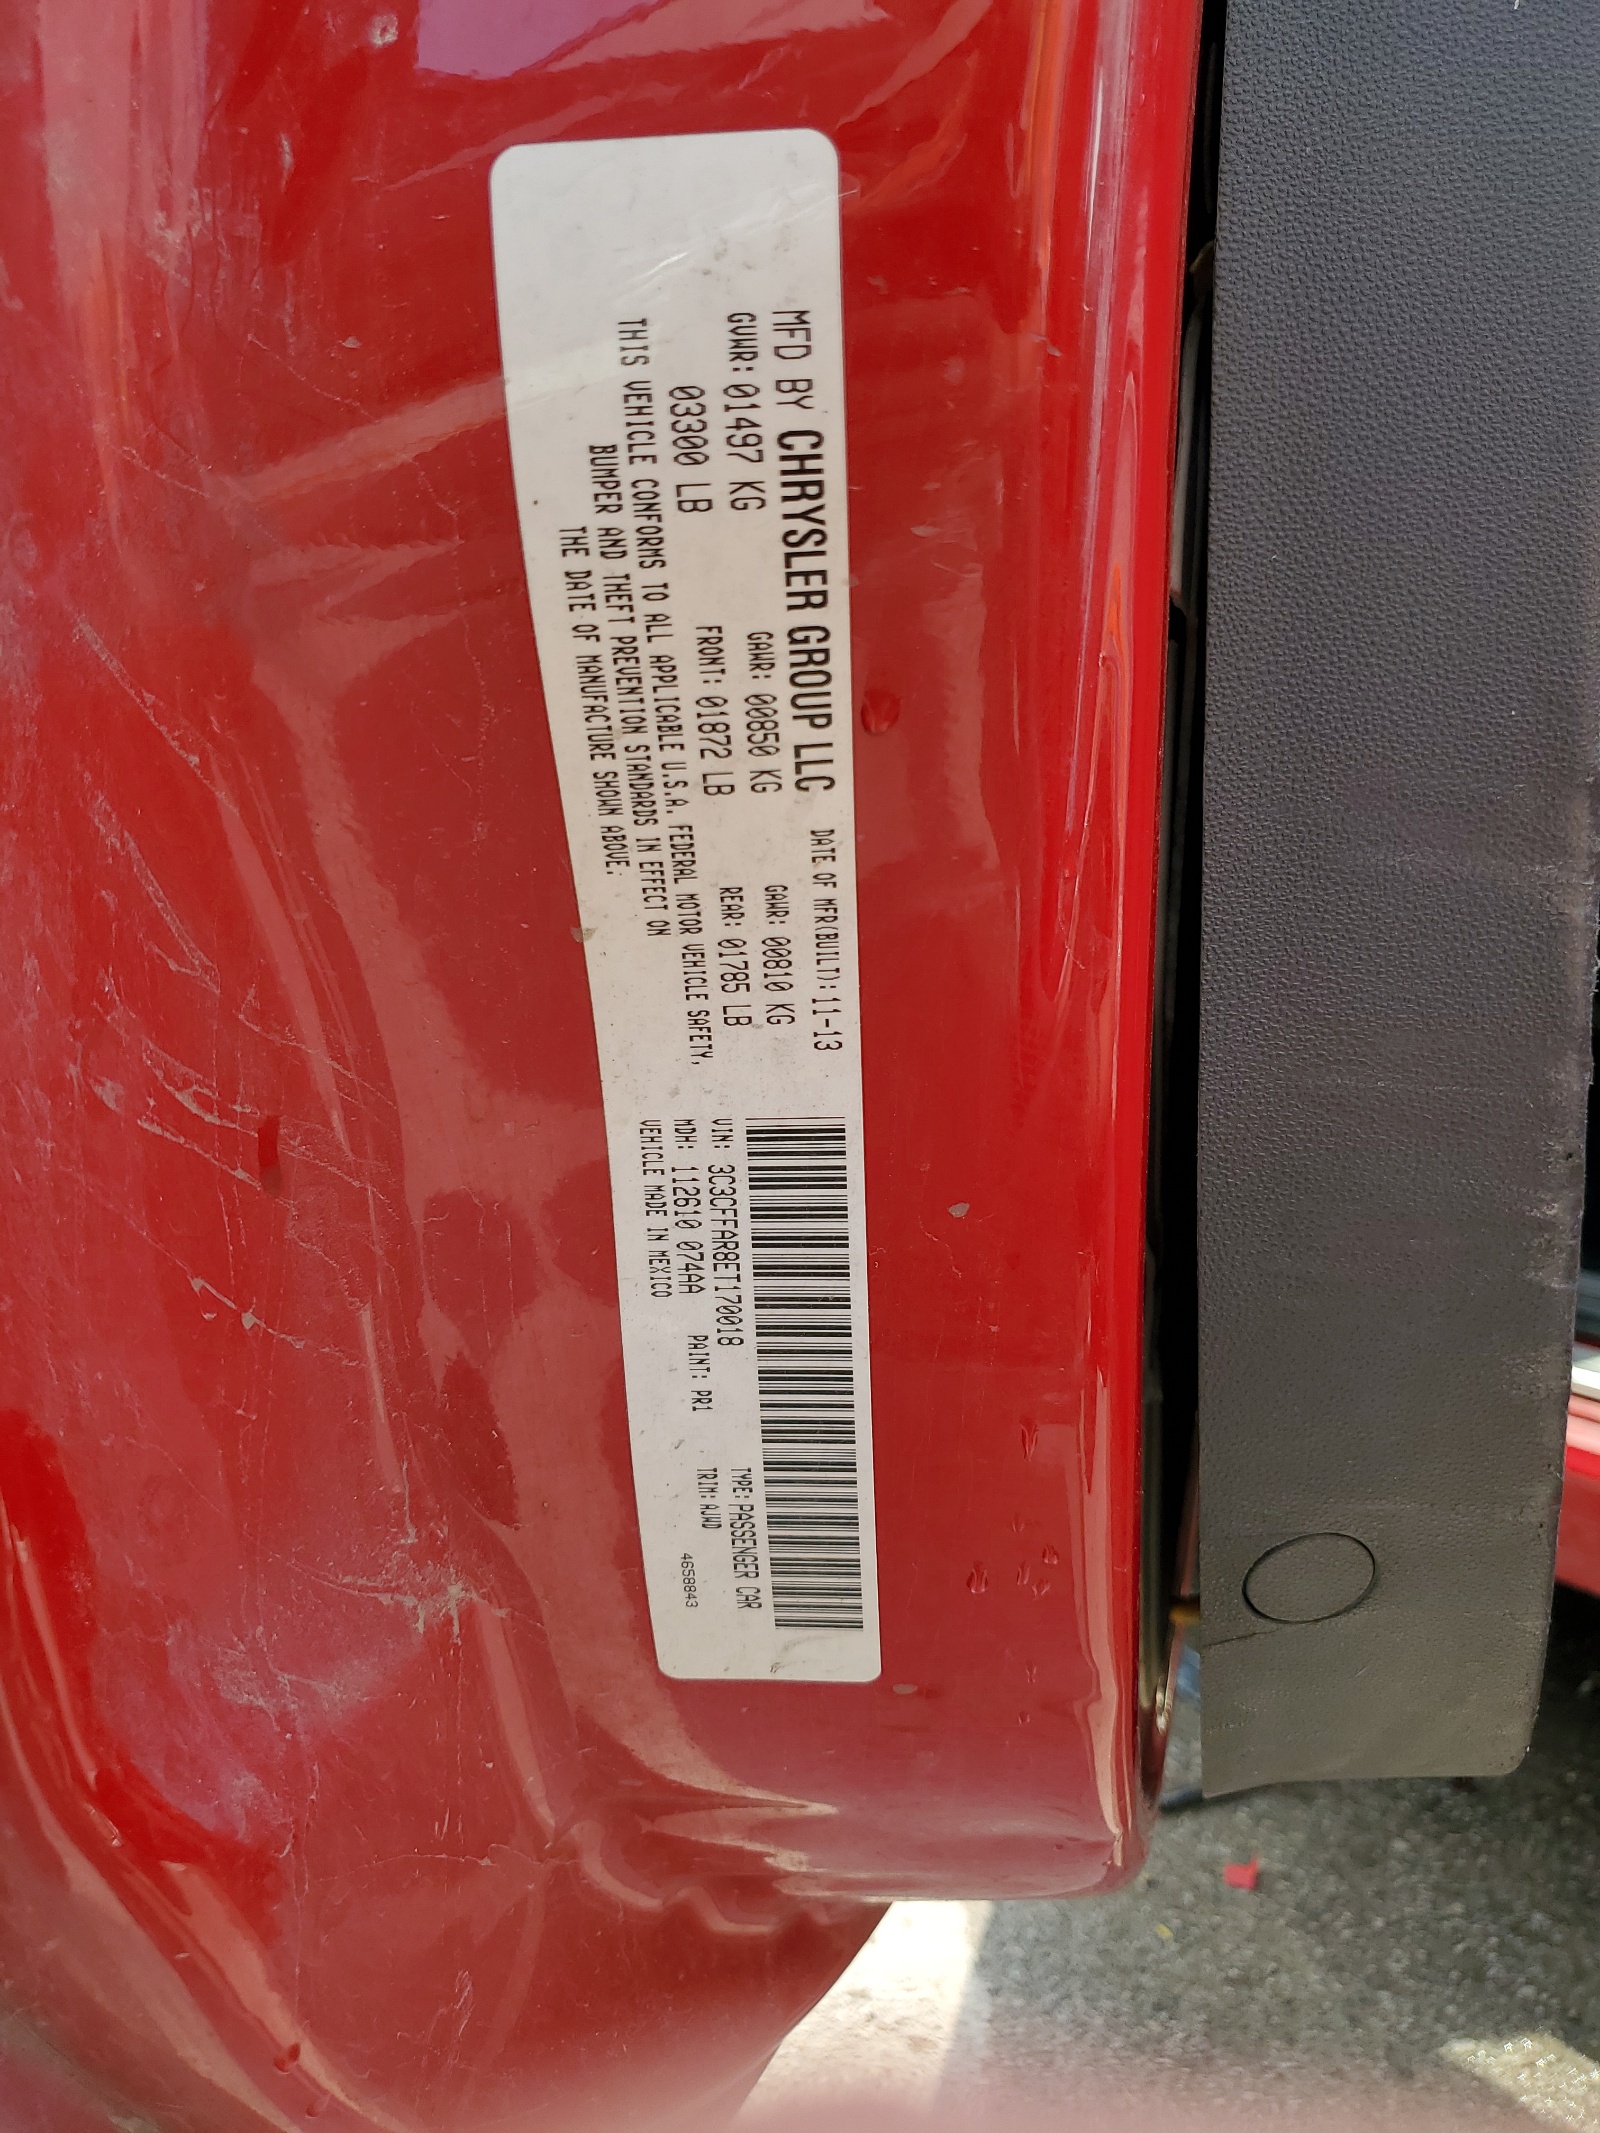 MFD BY CHRYSLER GROUP LLC DATE OF MFR(BUILT): 11-13
GVWR: 01497 KG GAWR: 00850 KG GAWR: 00810 KG
03300 LB FRONT: 01872 LB REAR: 01785 LB
THIS VEHICLE CONFORMS TO ALL APPLICABLE U.S.A. FEDERAL MOTOR VEHICLE SAFETY,
BUMPER AND THEFT PREVENTION STANDARDS IN EFFECT ON
THE DATE OF MANUFACTURE SHOWN ABOVE:
VIN: 3C3CFFAR8ET170018 TYPE: PASSENGER CAR
MDH: 112610 074AA PAINT: PR1 TRIM: AJWD
VEHICLE MADE IN MEXICO 4658843